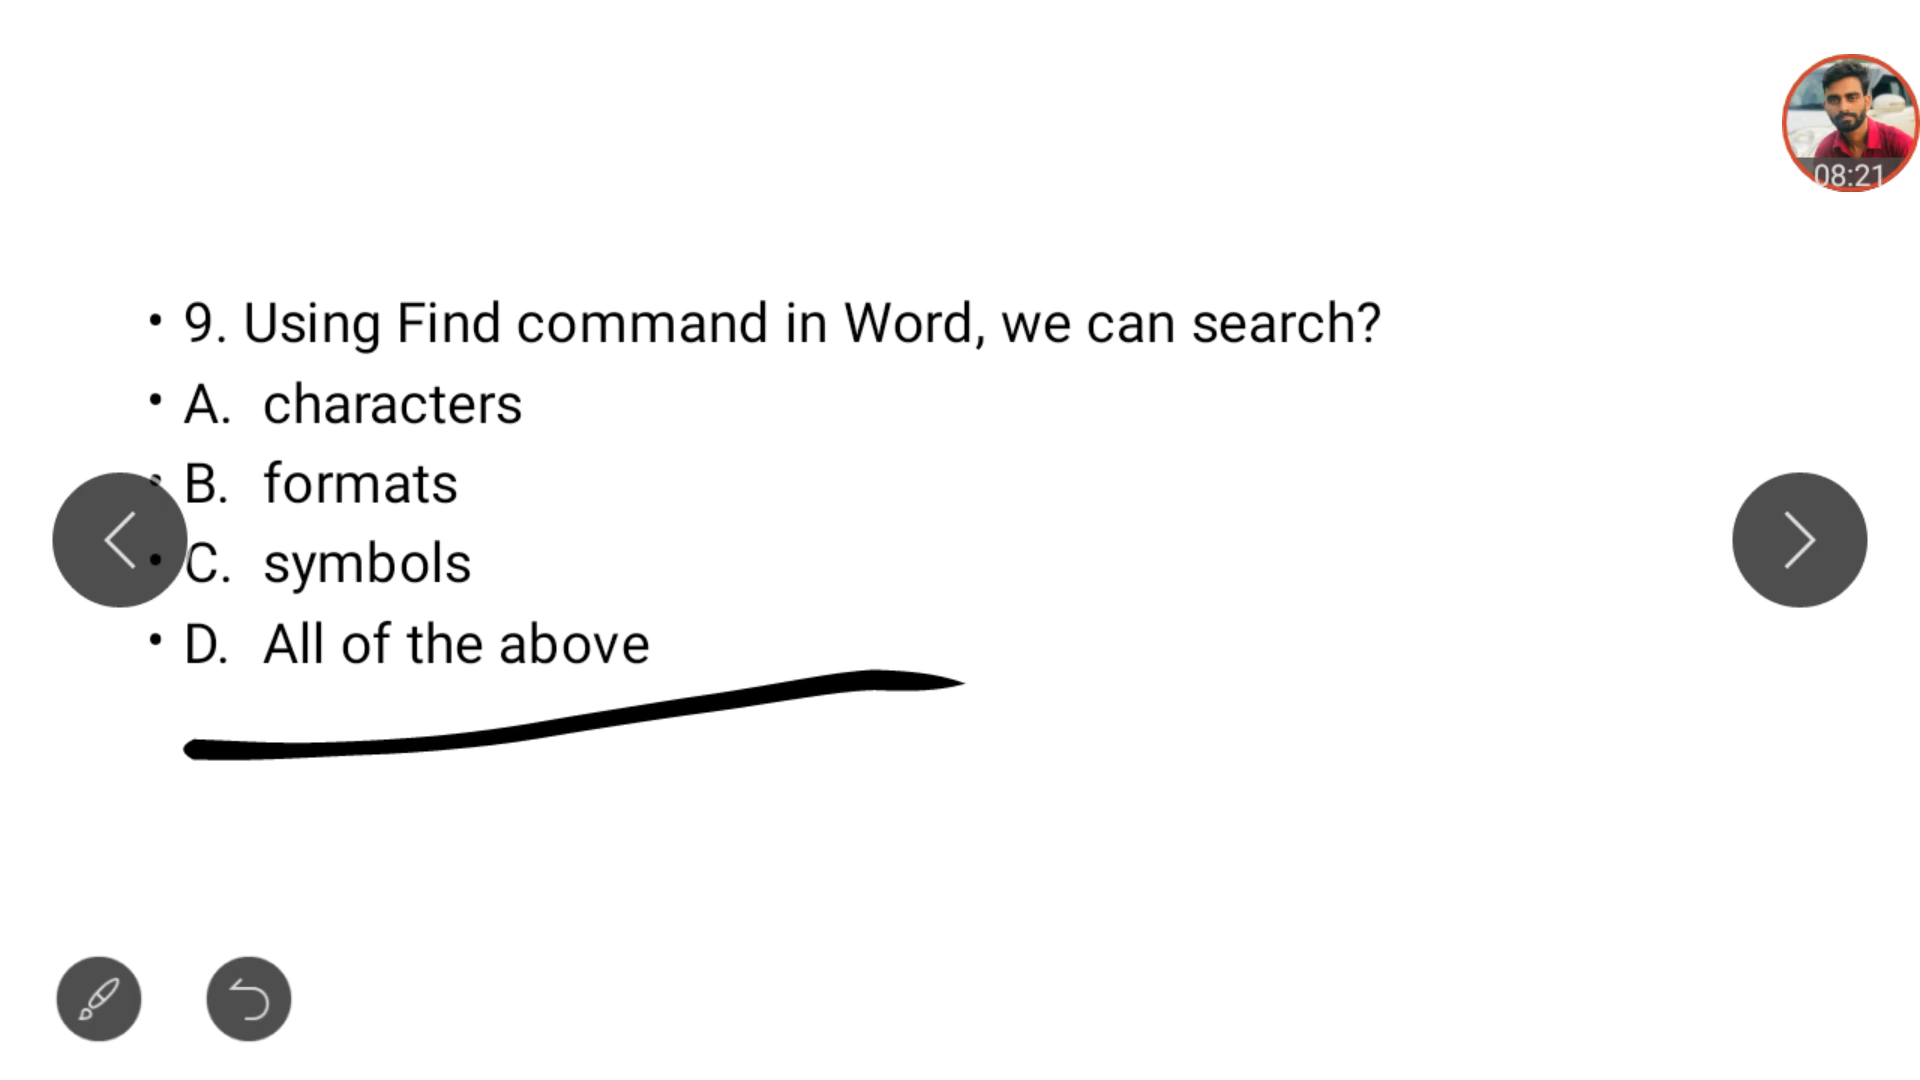 08:21
• 9. Using Find command in Word, we can search?
• A. characters
• B. formats
• C. symbols
• D. All of the above